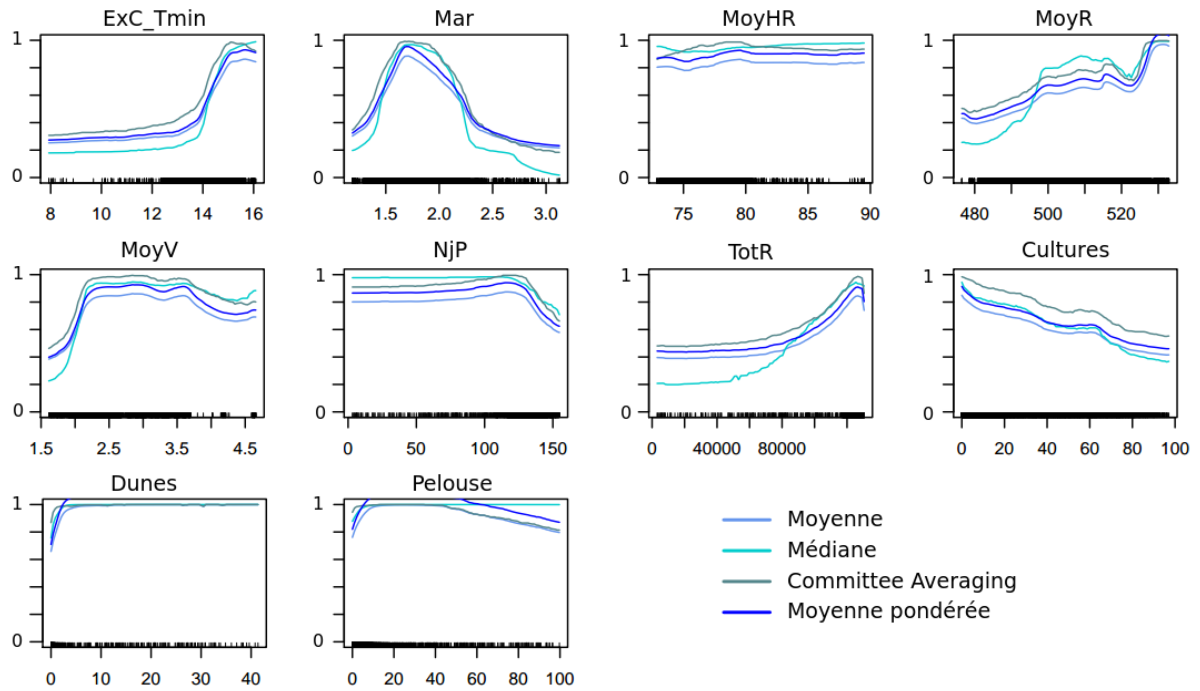 ExC_Tmin Mar MoyHR MoyR
1 1 1 1
0 0 0 0
8 10 12 14 16 1.5 2.0 2.5 3.0 75 80 85 90 480 500 520
MoyV NjP TotR Cultures
1 1 1 1
0 0 0 0
1.5 2.5 3.5 4.5 0 50 100 150 0 40000 80000 0 20 40 60 80 100
Dunes Pelouse
1 1
0 0
0 10 20 30 40 0 20 40 60 80 100
Moyenne
Médiane
Committee Averaging
Moyenne pondérée